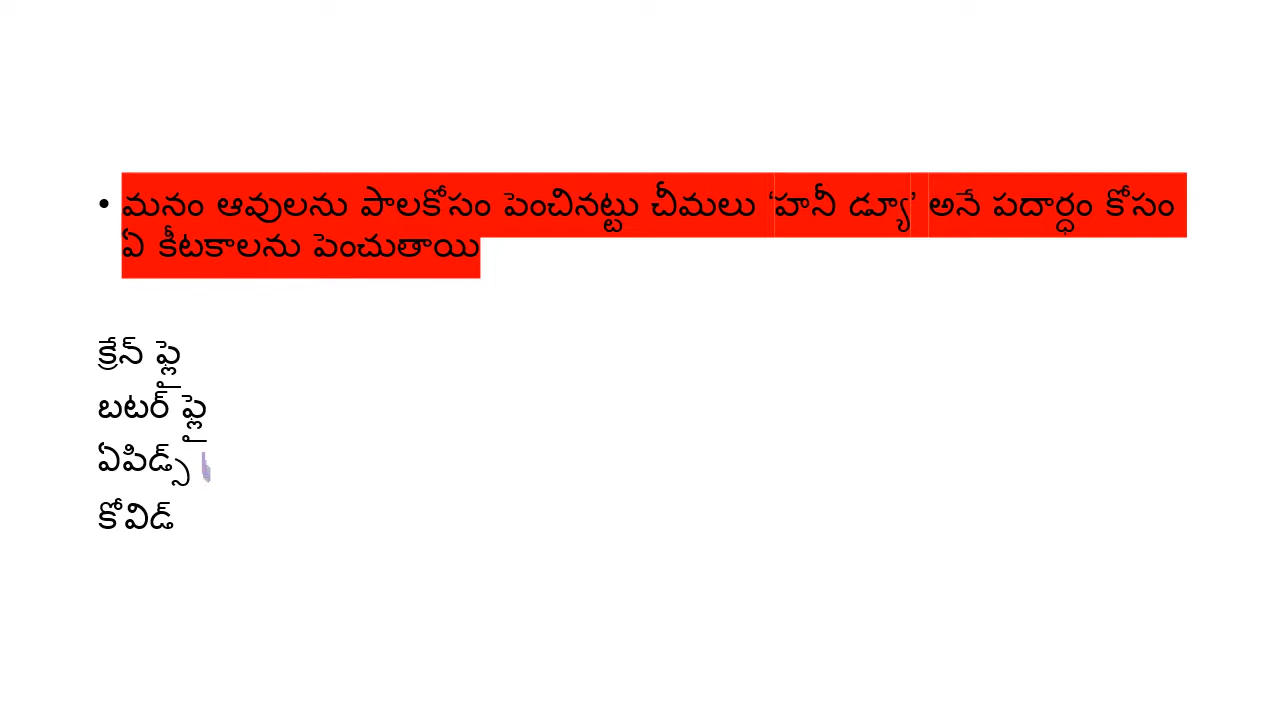 • మనం ఆవులను పాలకోసం పెంచినట్టు చీమలు ‘హనీ డ్యూ’ అనే పదార్ధం కోసం
ఏ కీటకాలను పెంచుతాయి
క్రేన్ ఫ్లై
బటర్ ఫ్లై
ఏపిడ్స్
కోవిడ్